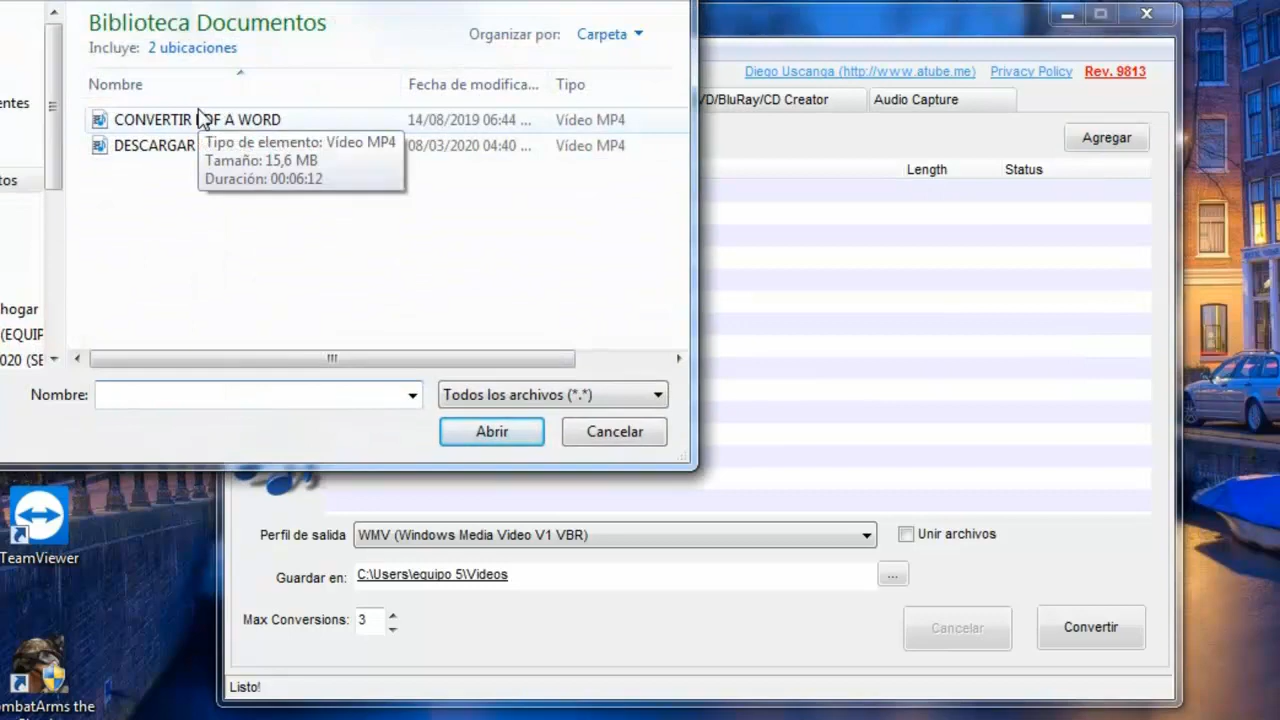 Biblioteca Documentos
Incluye: 2 ubicaciones
Organizar por: Carpeta
Nombre
Fecha de modifica...
Tipo
CONVERTIR PDF A WORD
14/08/2019 06:44 ...
Vídeo MP4
DESCARGAR
08/03/2020 04:40 ...
Vídeo MP4
Tipo de elemento: Vídeo MP4
Tamaño: 15,6 MB
Duración: 00:06:12
entes
tos
hogar
(EQUIP
020 (SE
Nombre:
Todos los archivos (*.*)
Abrir
Cancelar
Diego Uscanga (http://www.atube.me)
Privacy Policy
Rev. 9813
VD/BluRay/CD Creator
Audio Capture
Agregar
Length
Status
Perfil de salida
WMV (Windows Media Video V1 VBR)
Unir archivos
Guardar en:
C:\Users\equipo 5\Videos
...
Max Conversions:
3
Cancelar
Convertir
Listo!
TeamViewer
ombatArms the